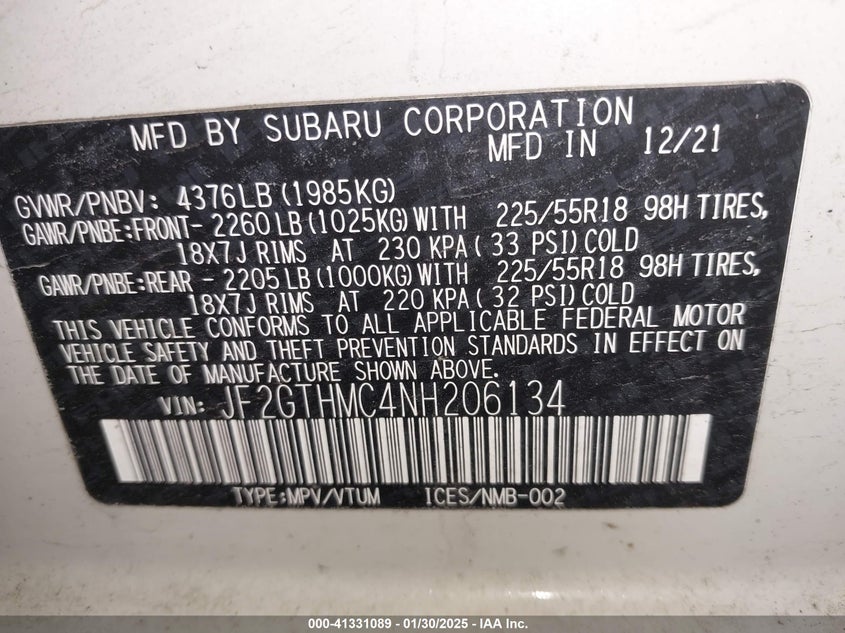 MFD BY SUBARU CORPORATION
MFD IN 12/21
GVWR/PNBV: 4376LB (1985KG)
GAWR/PNBE:FRONT- 2260 LB (1025KG) WITH 225/55R18 98H TIRES,
18X7J RIMS AT 230 KPA ( 33 PSI) COLD
GAWR/PNBE:REAR - 2205 LB (1000KG) WITH 225/55R18 98H TIRES,
18X7J RIMS AT 220 KPA ( 32 PSI) COLD
THIS VEHICLE CONFORMS TO ALL APPLICABLE FEDERAL MOTOR
VEHICLE SAFETY AND THEFT PREVENTION STANDARDS IN EFFECT ON
THE DATE OF MANUFACTURE SHOWN ABOVE.
VIN: JF2GTHMC4NH206134
TYPE:MPV/VTUM ICES/NMB-002
000-41331089 - 01/30/2025 - IAA Inc.